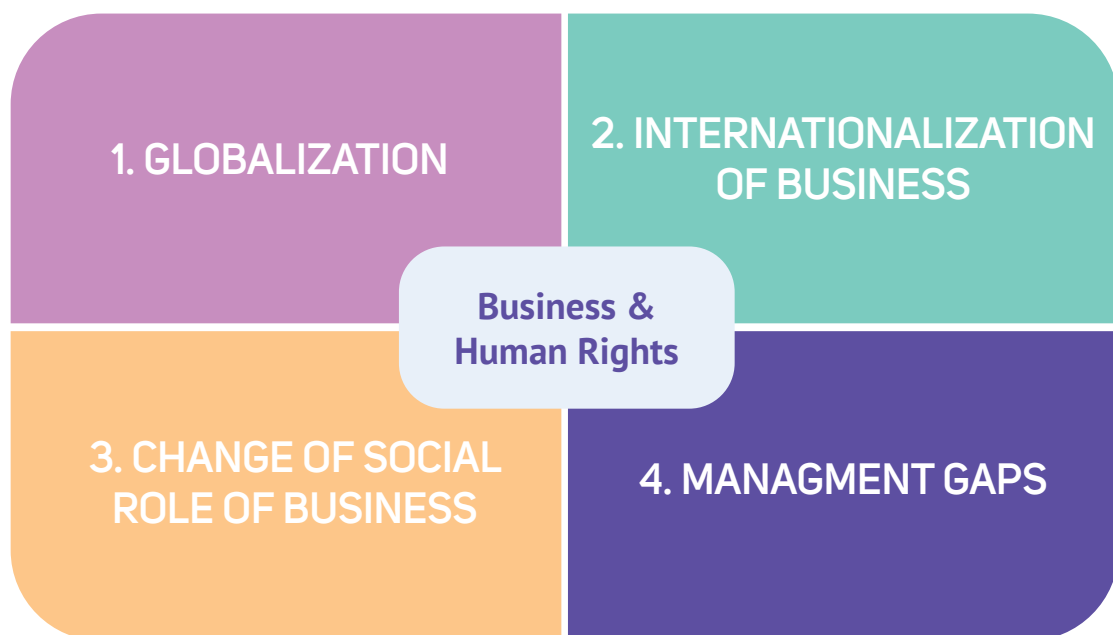 1. GLOBALIZATION
2. INTERNATIONALIZATION
OF BUSINESS
Business &
Human Rights
3. CHANGE OF SOCIAL
ROLE OF BUSINESS
4. MANAGMENT GAPS